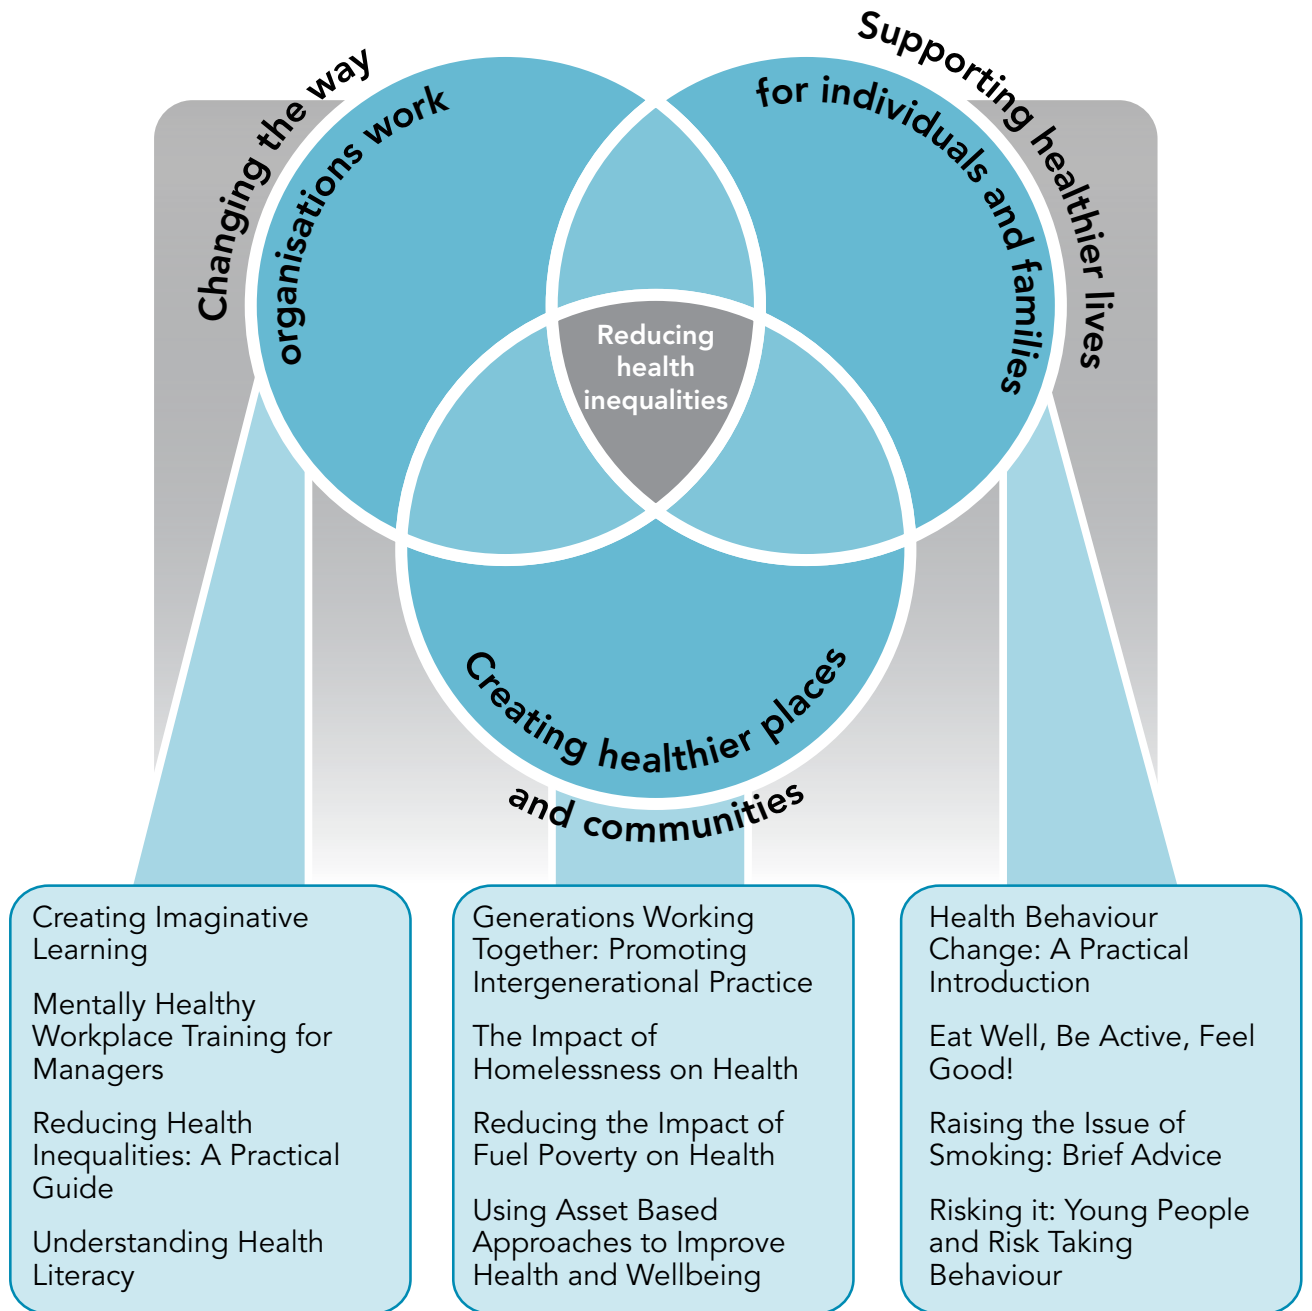 Changing the way
organisations work
Supporting healthier lives
for individuals and families
Reducing
health
inequalities
Creating healthier places
and communities
Creating Imaginative
Learning
Mentally Healthy
Workplace Training for
Managers
Reducing Health
Inequalities: A Practical
Guide
Understanding Health
Literacy
Generations Working
Together: Promoting
Intergenerational Practice
The Impact of
Homelessness on Health
Reducing the Impact of
Fuel Poverty on Health
Using Asset Based
Approaches to Improve
Health and Wellbeing
Health Behaviour
Change: A Practical
Introduction
Eat Well, Be Active, Feel
Good!
Raising the Issue of
Smoking: Brief Advice
Risking it: Young People
and Risk Taking
Behaviour